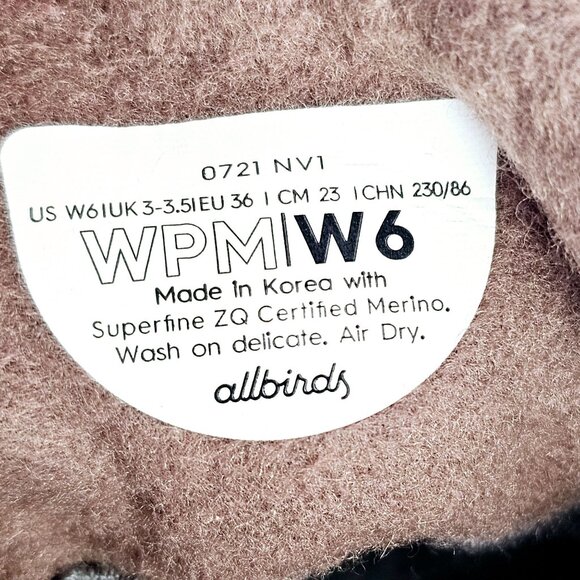 0721 NV1
US W6|UK 3-3.5|EU 36 | CM 23 | CHN 230/86
WPM|W6
Made in Korea with
Superfine ZQ Certified Merino.
Wash on delicate. Air Dry.
allbirds